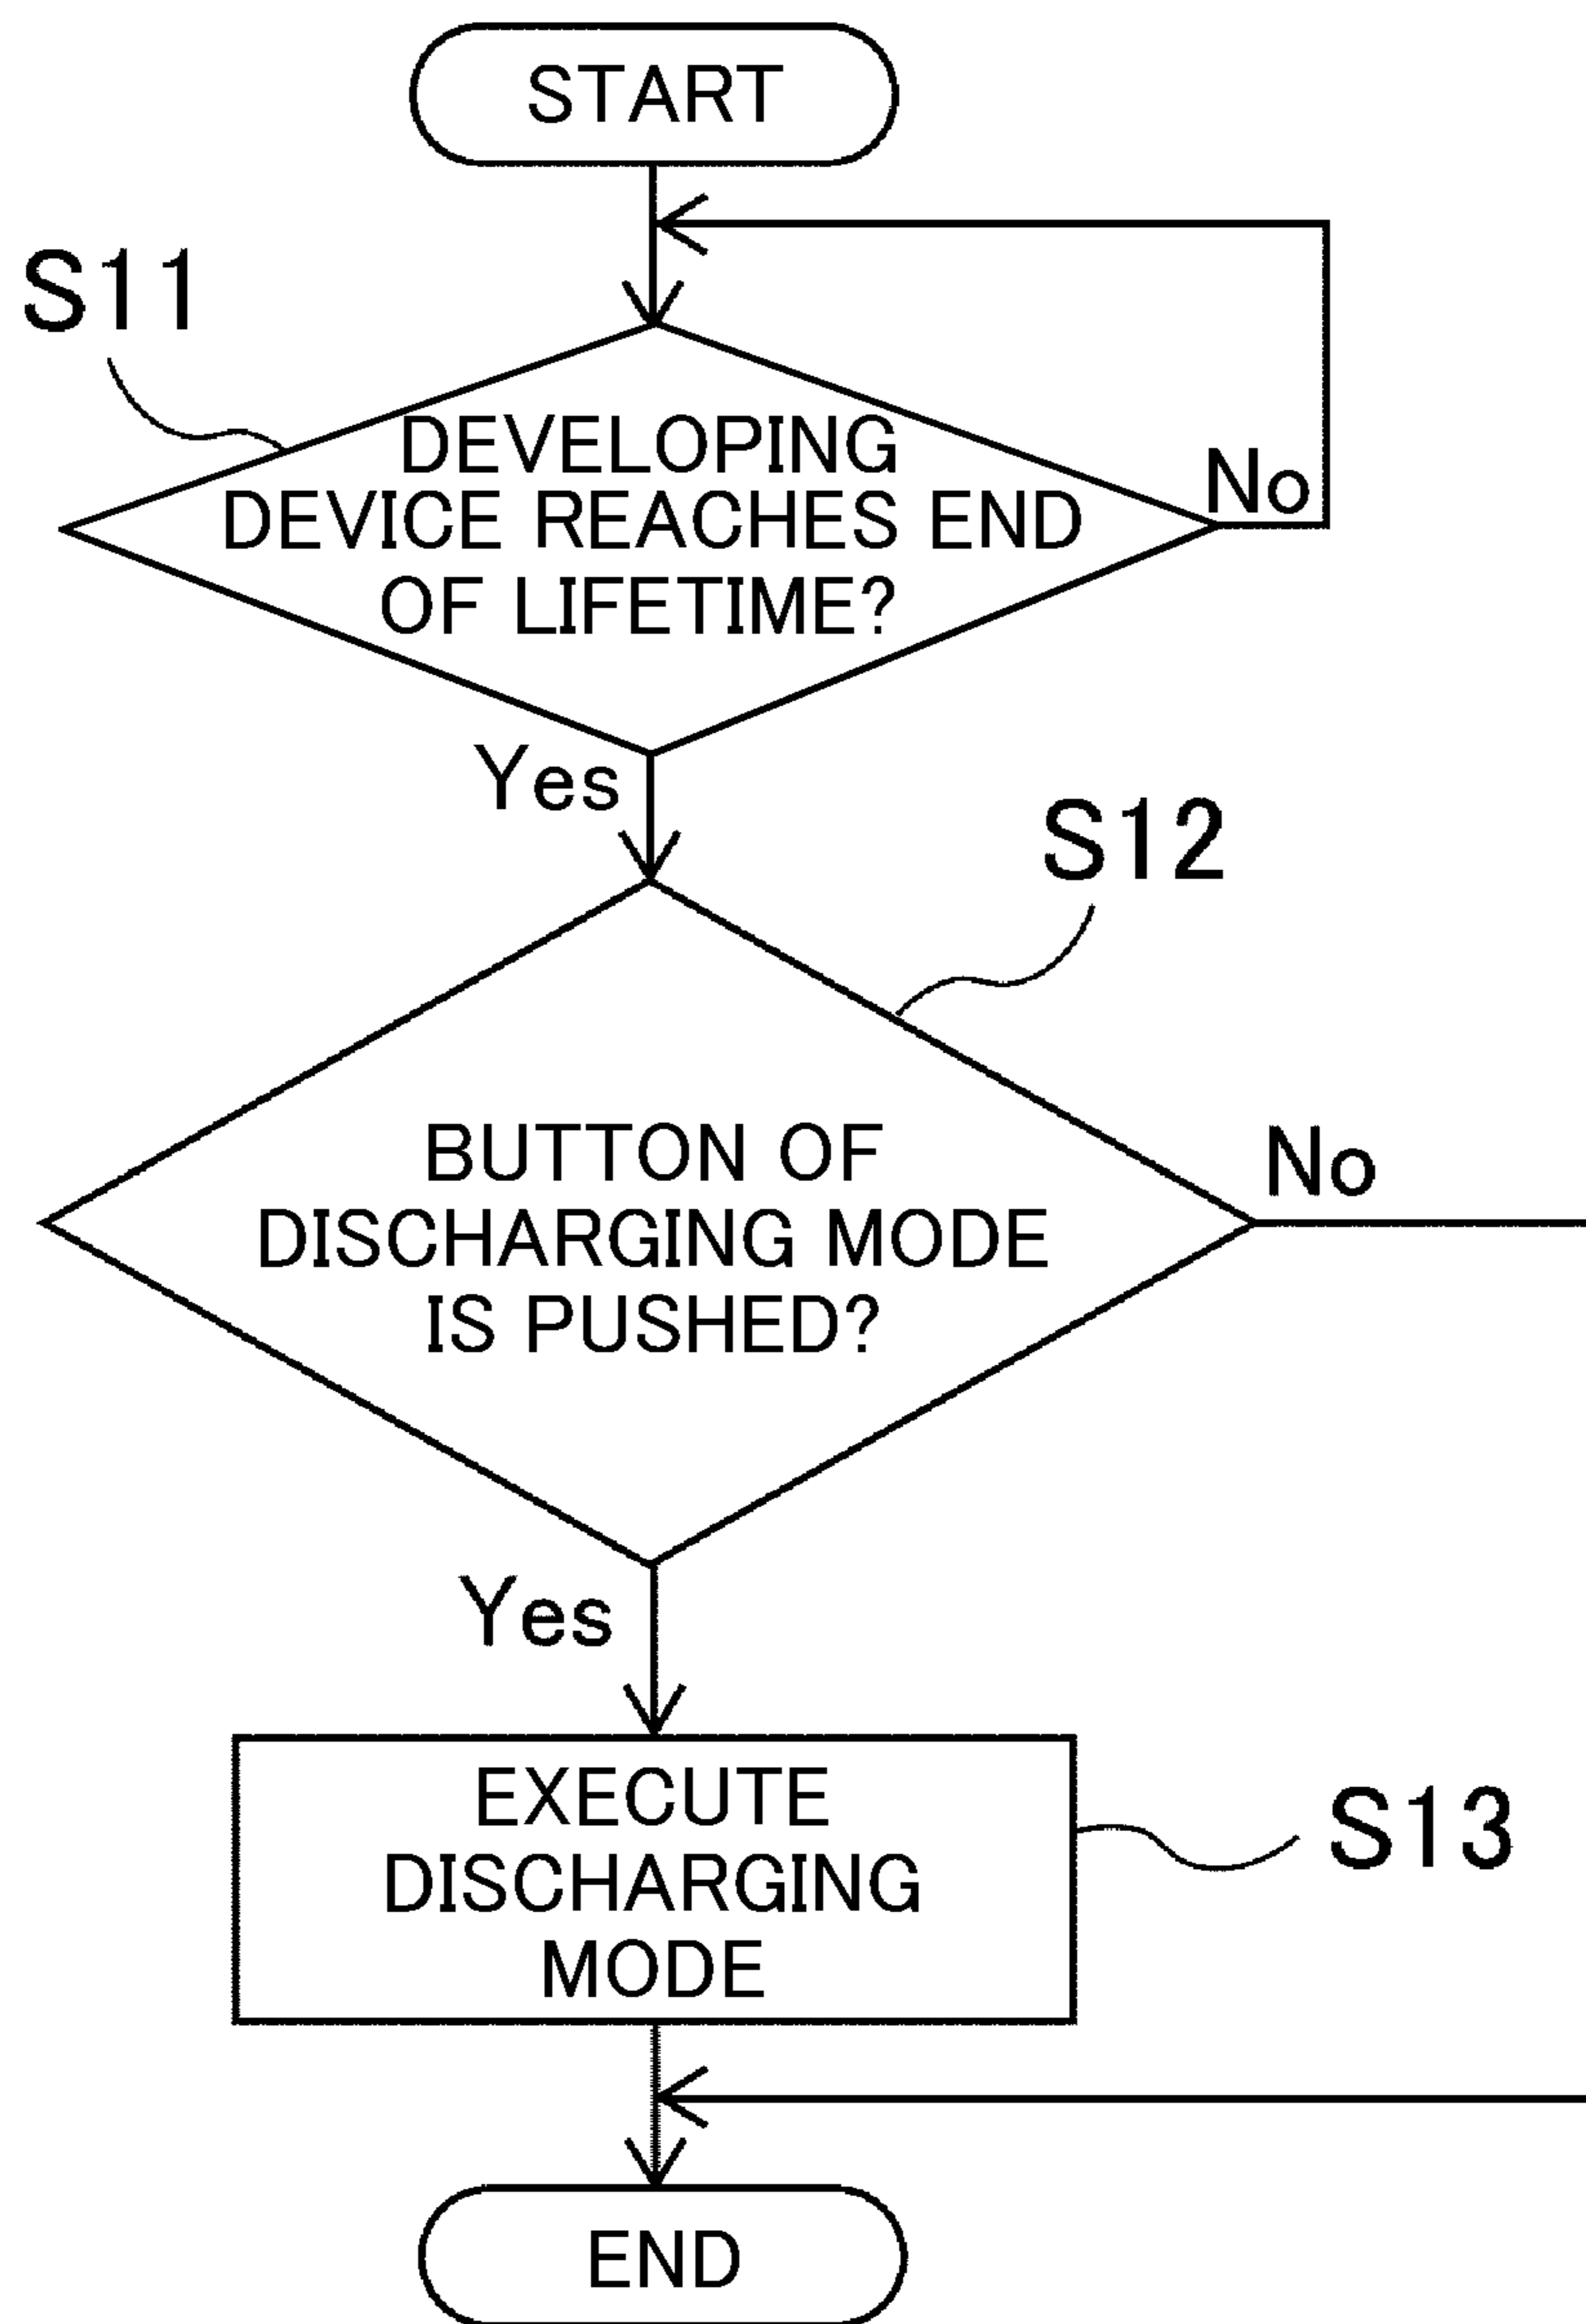 START
S11
DEVELOPING
DEVICE REACHES END
OF LIFETIME?
No
Yes
S12
BUTTON OF
DISCHARGING MODE
IS PUSHED?
No
Yes
EXECUTE
DISCHARGING
MODE
S13
END